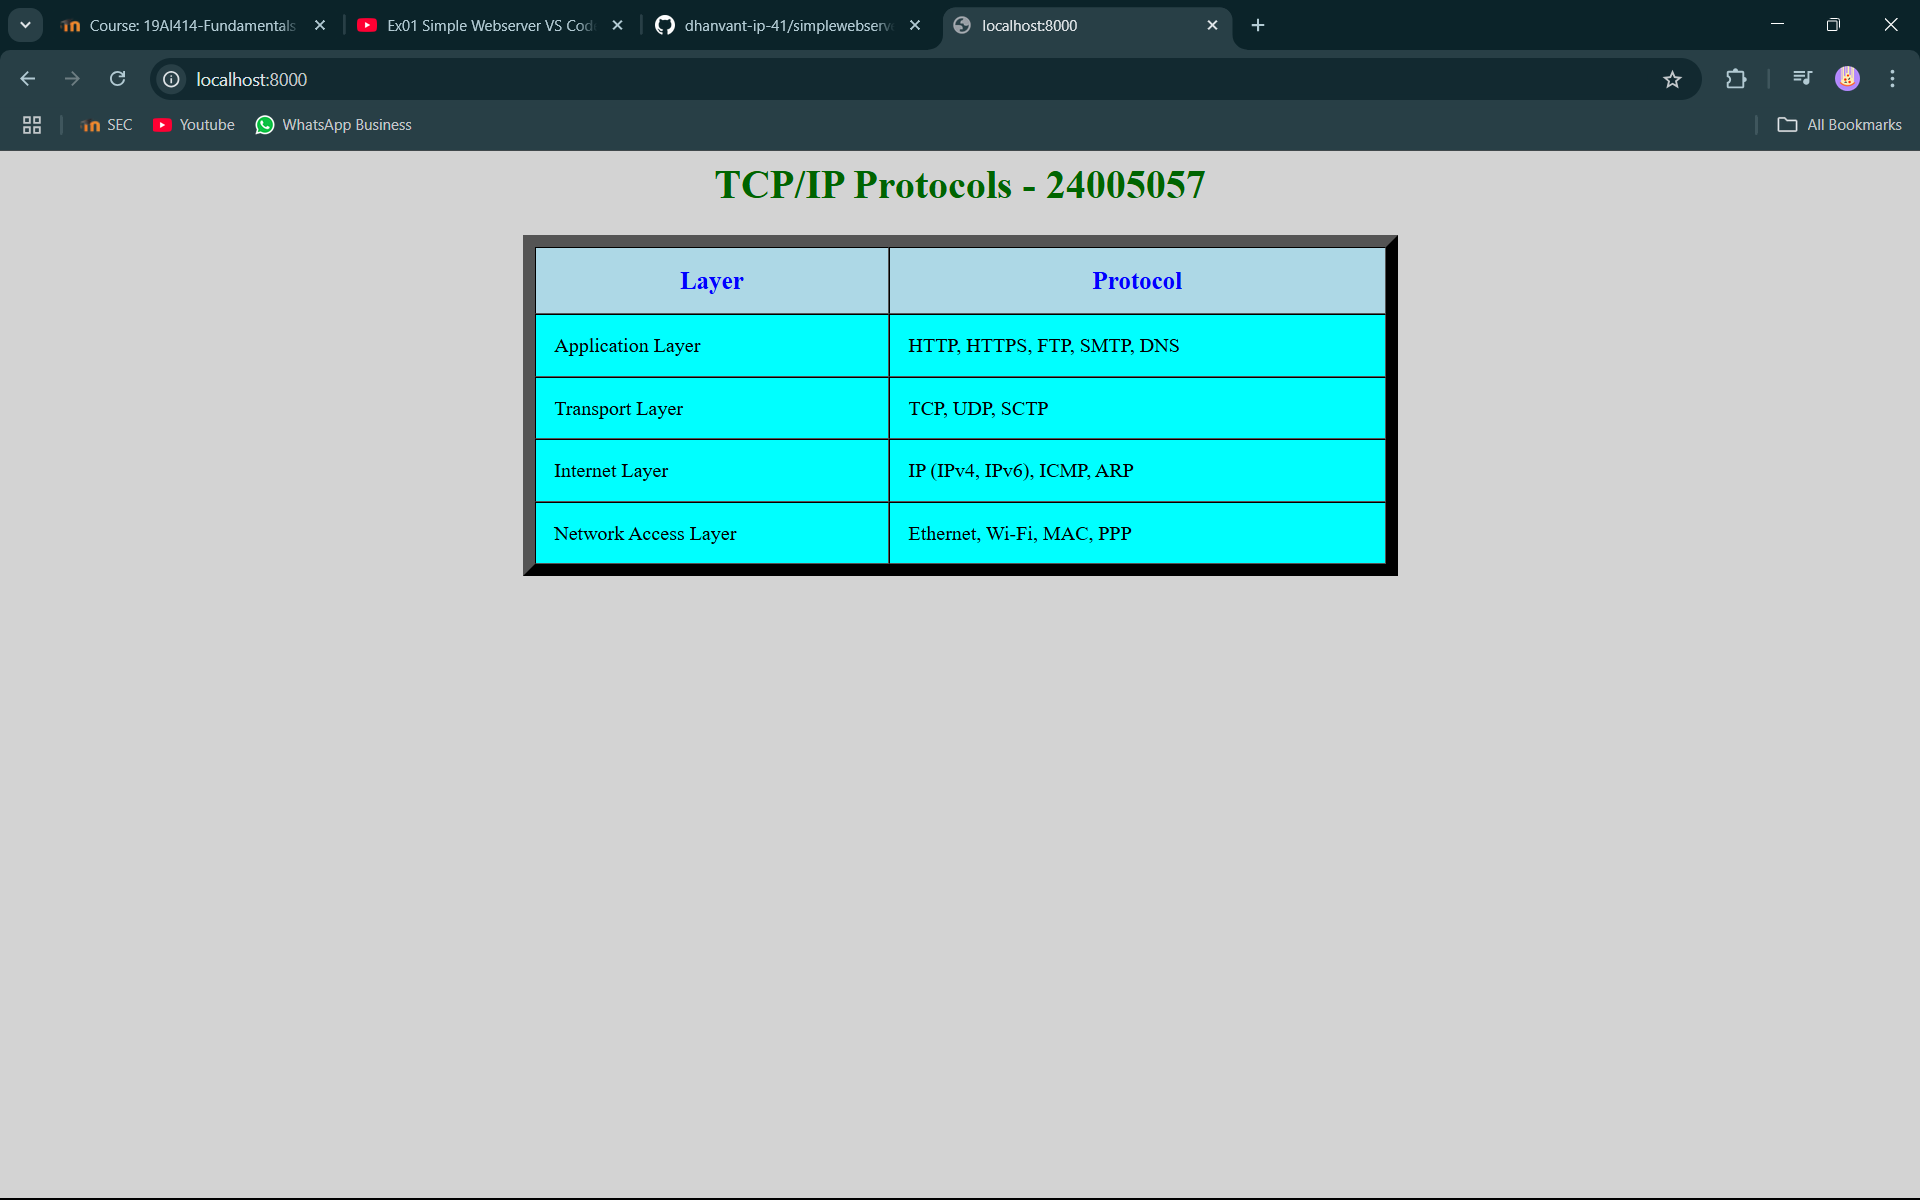 Course: 19AI414-Fundamentals
Ex01 Simple Webserver VS Code
dhanvant-ip-41/simplewebserv
localhost:8000
localhost:8000
SEC
Youtube
WhatsApp Business
All Bookmarks
TCP/IP Protocols - 24005057
Layer Protocol
Application Layer HTTP, HTTPS, FTP, SMTP, DNS
Transport Layer TCP, UDP, SCTP
Internet Layer IP (IPv4, IPv6), ICMP, ARP
Network Access Layer Ethernet, Wi-Fi, MAC, PPP